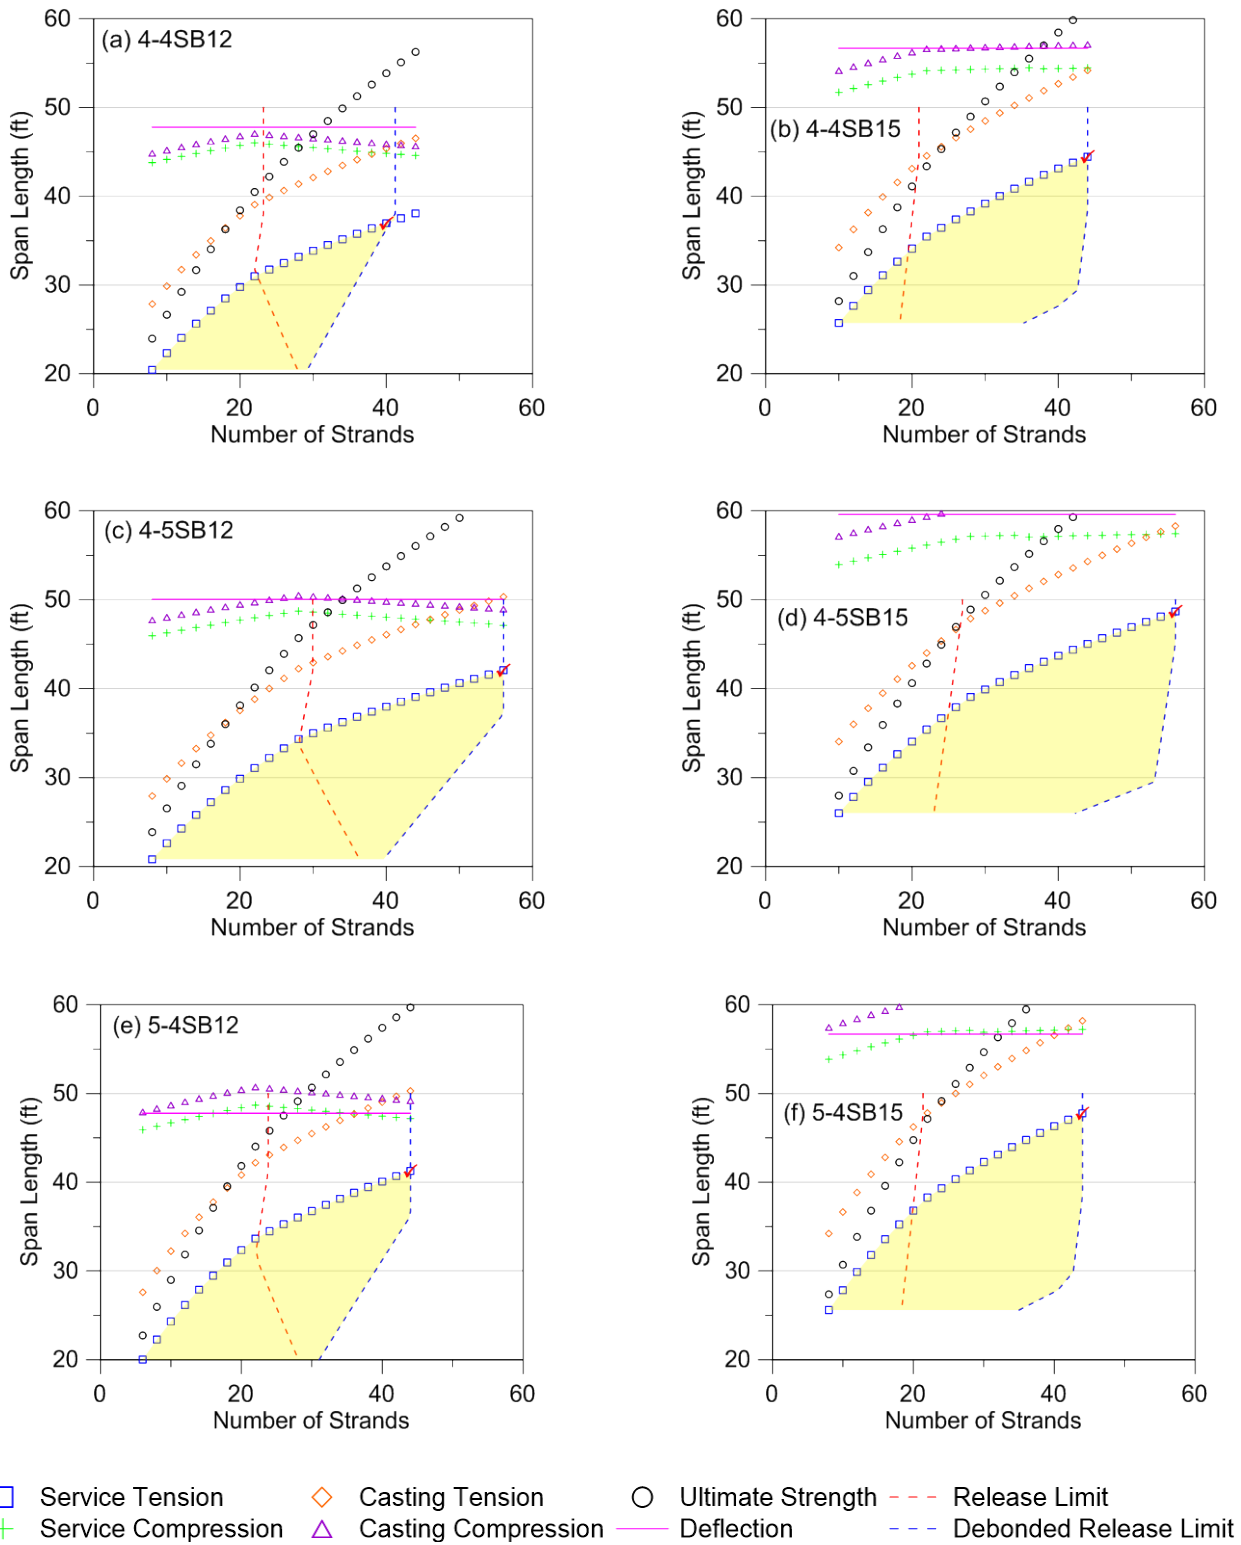 60
(a) 4-4SB12
50
40
30
20
Span Length (ft)
0
20
40
60
Number of Strands
60
50
(b) 4-4SB15
40
30
20
Span Length (ft)
0
20
40
60
Number of Strands
60
(c) 4-5SB12
50
40
30
20
Span Length (ft)
0
20
40
60
Number of Strands
60
50
(d) 4-5SB15
40
30
20
Span Length (ft)
0
20
40
60
Number of Strands
60
(e) 5-4SB12
50
40
30
20
Span Length (ft)
0
20
40
60
Number of Strands
60
50
(f) 5-4SB15
40
30
20
Span Length (ft)
0
20
40
60
Number of Strands
Service Tension
Casting Tension
Ultimate Strength
Release Limit
Service Compression
Casting Compression
Deflection
Debonded Release Limit